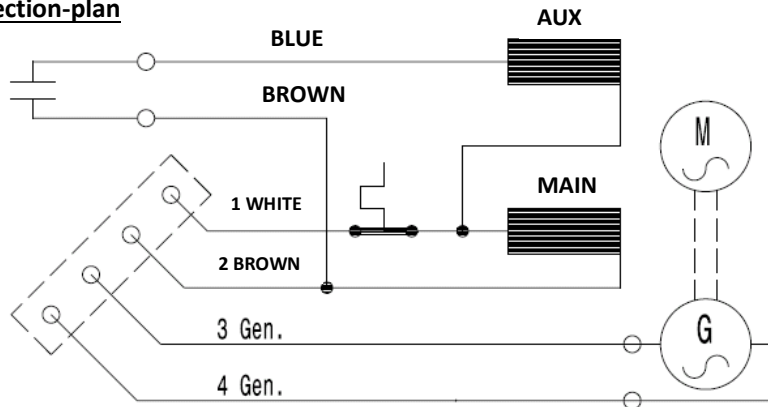 ection-plan
AUX
BLUE
BROWN
M
MAIN
1 WHITE
2 BROWN
3 Gen.
G
4 Gen.